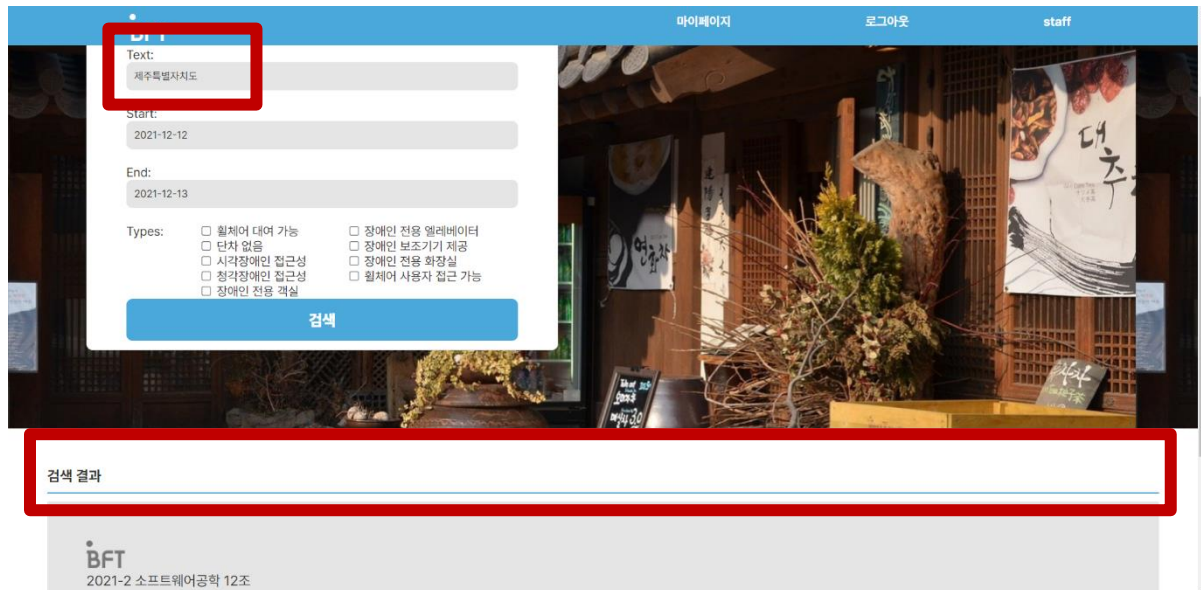 BFT
마이페이지 로그아웃 staff
Text:
제주특별자치도
Start:
2021-12-12
End:
2021-12-13
Types:
휠체어 대여 가능 장애인 전용 엘레베이터
단차 없음 장애인 보조기기 제공
시각장애인 접근성 장애인 전용 화장실
청각장애인 접근성 휠체어 사용자 접근 가능
장애인 전용 객실
검색
대추
연화차
검색 결과
BFT
2021-2 소프트웨어공학 12조